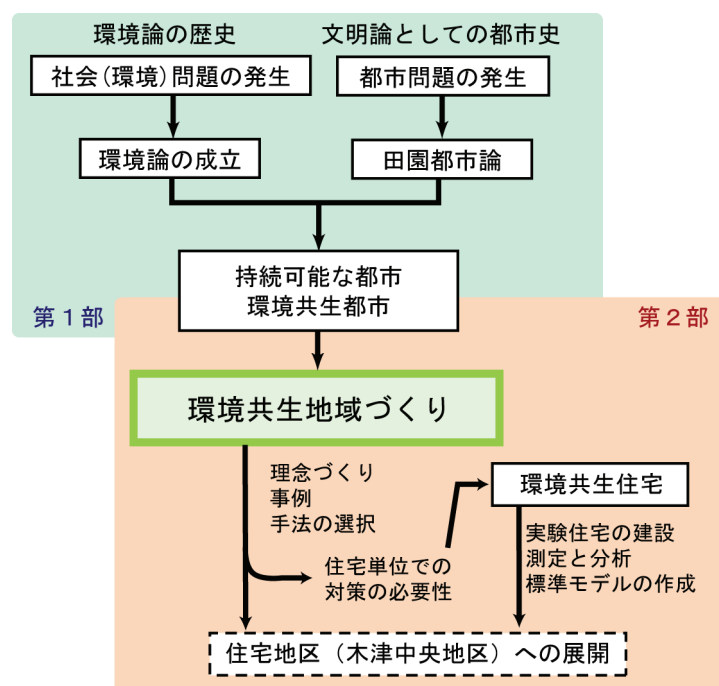 環境論の歴史
文明論としての都市史
社会（環境）問題の発生
都市問題の発生
環境論の成立
田園都市論
持続可能な都市
環境共生都市
第１部
第２部
環境共生地域づくり
理念づくり
事例
手法の選択
環境共生住宅
住宅単位での
対策の必要性
実験住宅の建設
測定と分析
標準モデルの作成
住宅地区（木津中央地区）への展開